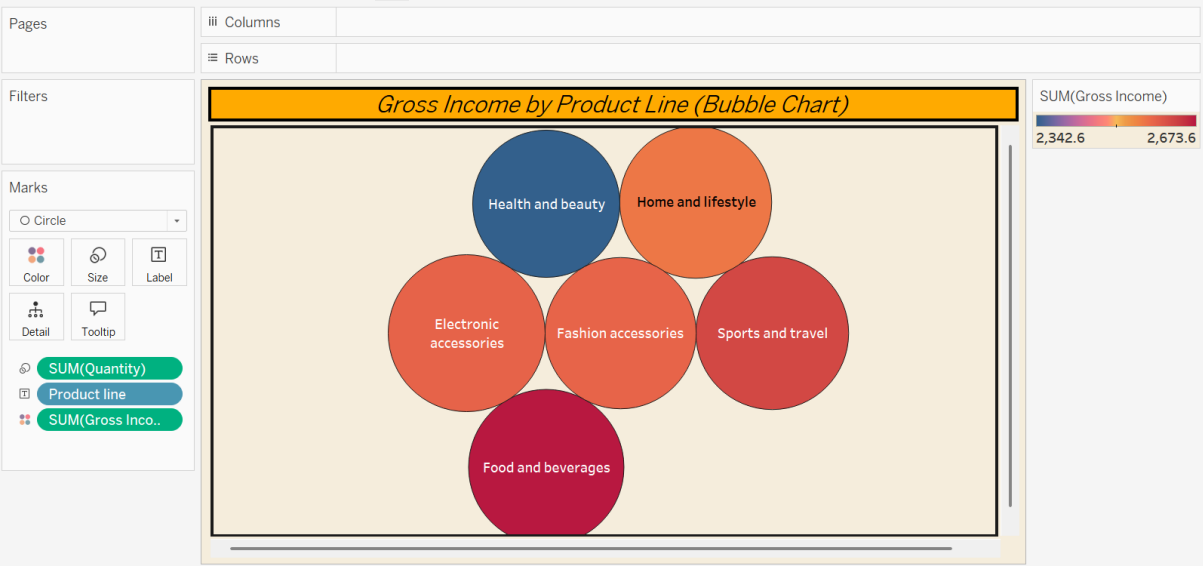 Pages
Columns
Rows
Filters
Marks
Circle
Color
Size
Label
Detail
Tooltip
SUM(Quantity)
Product line
SUM(Gross Inco..
Gross Income by Product Line (Bubble Chart)
Health and beauty
Home and lifestyle
Electronic
accessories
Fashion accessories
Sports and travel
Food and beverages
SUM(Gross Income)
2,342.6 2,673.6